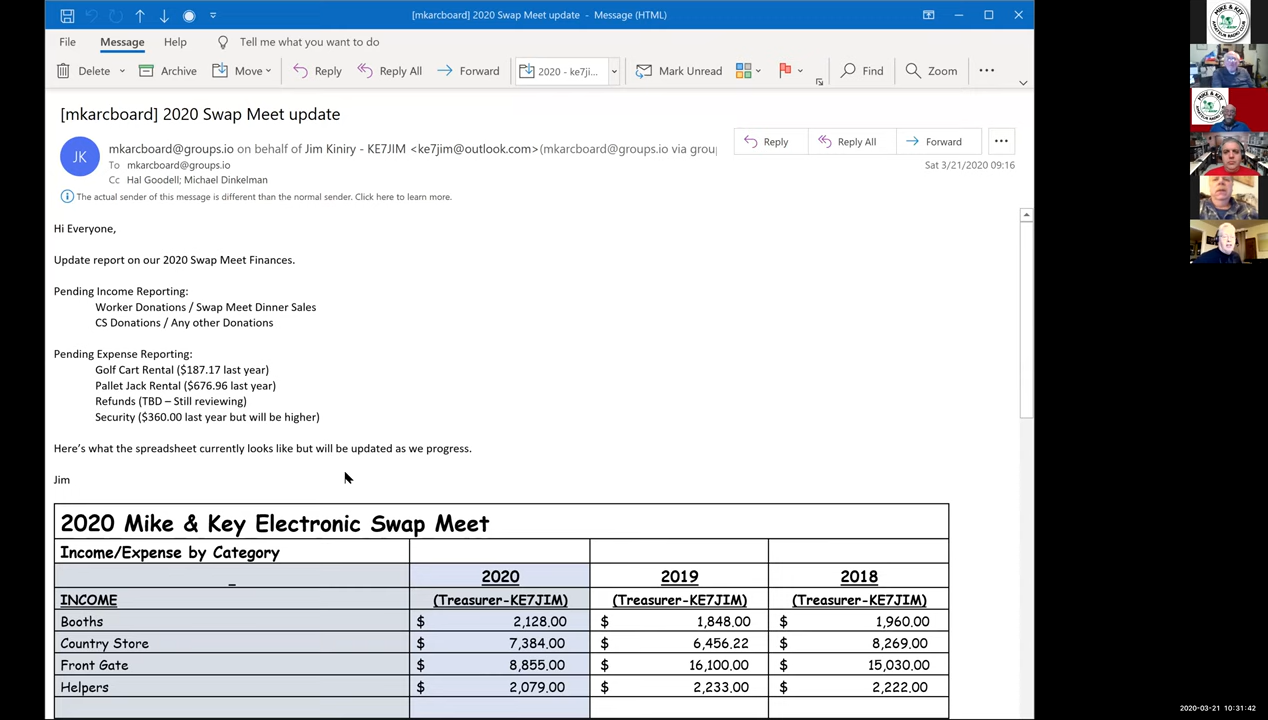 [mkarcboard] 2020 Swap Meet update - Message (HTML)
File Message Help Tell me what you want to do
Delete Archive Move Reply Reply All Forward 2020 - ke7ji... Mark Unread Find Zoom
[mkarcboard] 2020 Swap Meet update
JK
mkarcboard@groups.io on behalf of Jim Kiniry - KE7JIM <ke7jim@outlook.com>(mkarcboard@groups.io via grou
Reply Reply All Forward
To mkarcboard@groups.io
Sat 3/21/2020 09:16
Cc Hal Goodell; Michael Dinkelman
The actual sender of this message is different than the normal sender. Click here to learn more.
Hi Everyone,
Update report on our 2020 Swap Meet Finances.
Pending Income Reporting:
Worker Donations / Swap Meet Dinner Sales
CS Donations / Any other Donations
Pending Expense Reporting:
Golf Cart Rental ($187.17 last year)
Pallet Jack Rental ($676.96 last year)
Refunds (TBD – Still reviewing)
Security ($360.00 last year but will be higher)
Here's what the spreadsheet currently looks like but will be updated as we progress.
Jim
2020 Mike & Key Electronic Swap Meet
Income/Expense by Category
2020 2019 2018
INCOME (Treasurer-KE7JIM) (Treasurer-KE7JIM) (Treasurer-KE7JIM)
Booths $ 2,128.00 $ 1,848.00 $ 1,960.00
Country Store $ 7,384.00 $ 6,456.22 $ 8,269.00
Front Gate $ 8,855.00 $ 16,100.00 $ 15,030.00
Helpers $ 2,079.00 $ 2,233.00 $ 2,222.00
MIKE & KEY
MIKE & KEY
2020-03-21 10:31:42